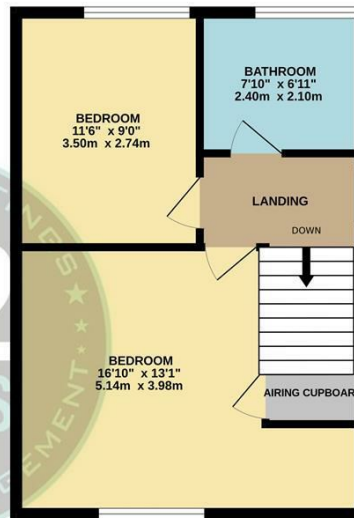 BATHROOM
7'10" x 6'11"
2.40m x 2.10m
BEDROOM
11'6" x 9'0"
3.50m x 2.74m
LANDING
DOWN
BEDROOM
16'10" x 13'1"
5.14m x 3.98m
AIRING CUPBOAR